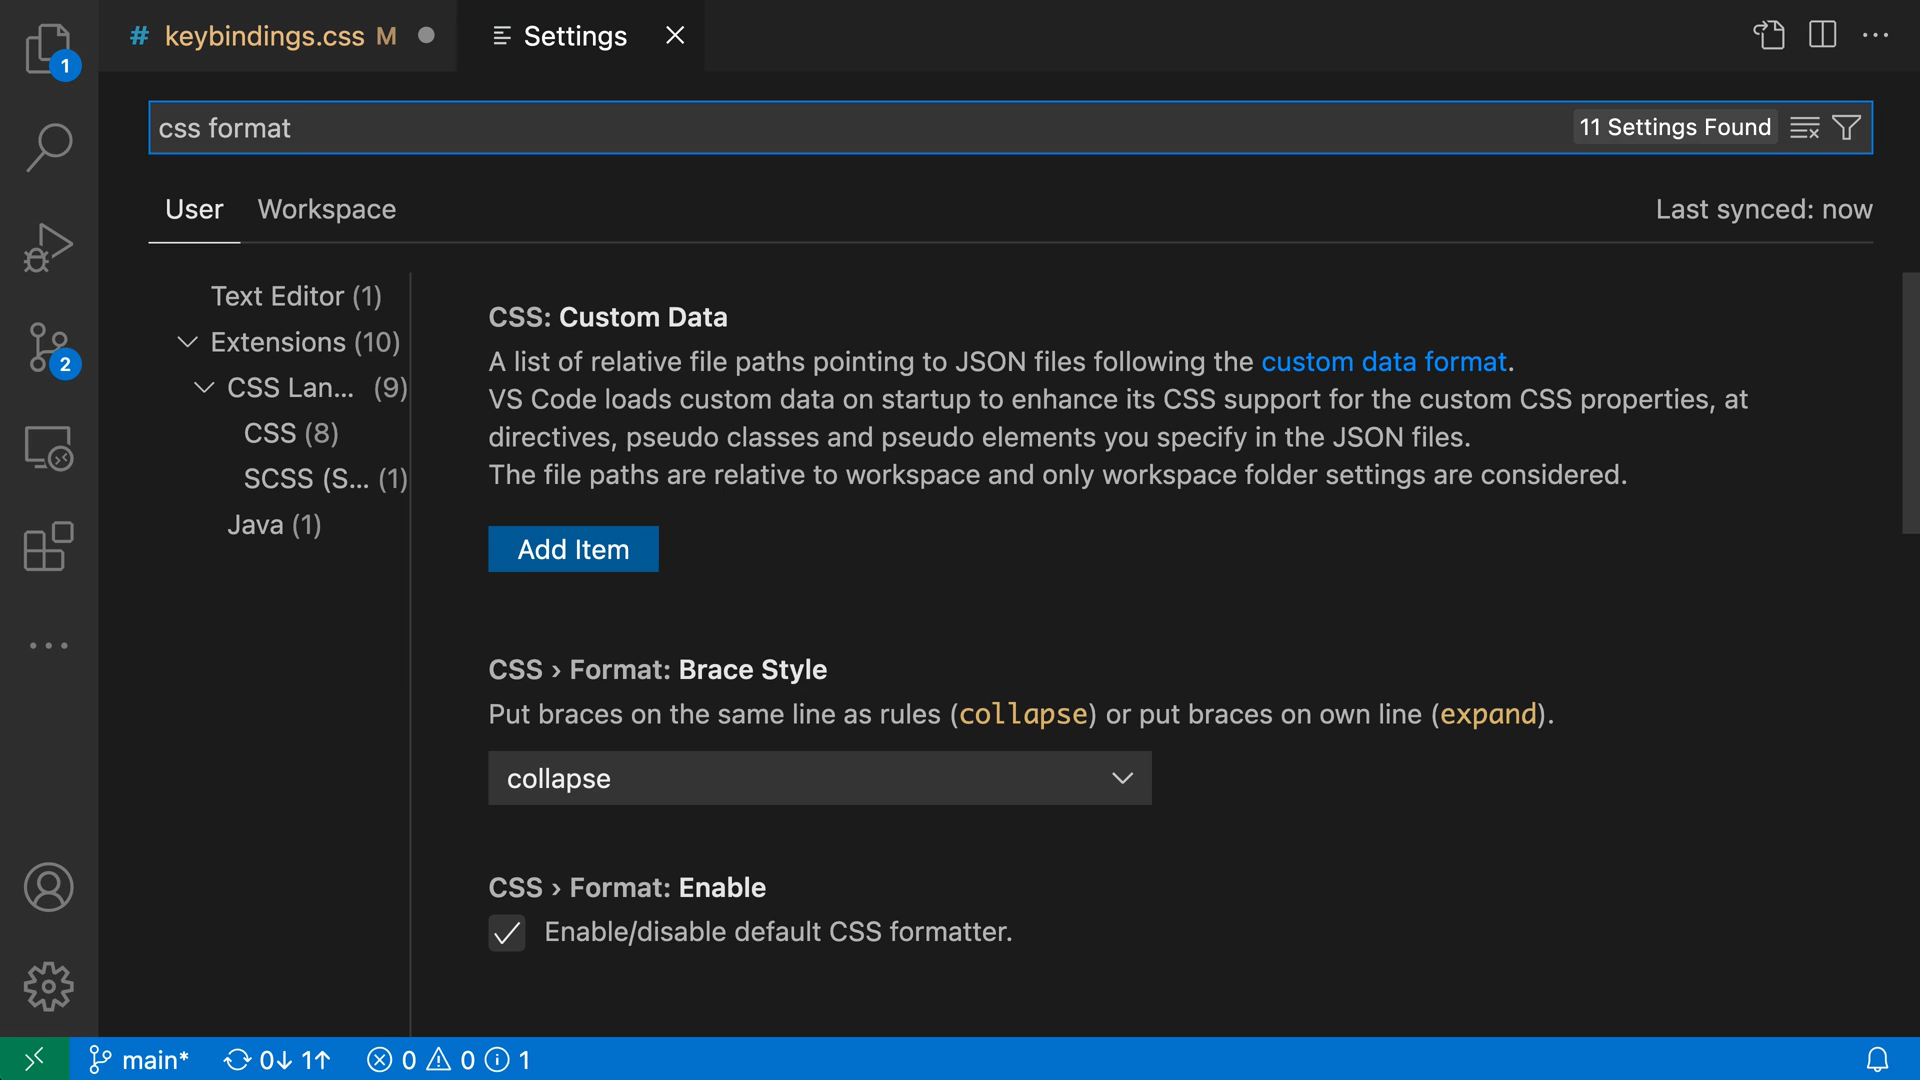 # keybindings.css M
Settings
1
css format
11 Settings Found
User
Workspace
Last synced: now
2
Text Editor (1)
Extensions (10)
CSS Lan... (9)
CSS (8)
SCSS (S... (1)
Java (1)
CSS: Custom Data
A list of relative file paths pointing to JSON files following the custom data format.
VS Code loads custom data on startup to enhance its CSS support for the custom CSS properties, at
directives, pseudo classes and pseudo elements you specify in the JSON files.
The file paths are relative to workspace and only workspace folder settings are considered.
Add Item
CSS › Format: Brace Style
Put braces on the same line as rules (collapse) or put braces on own line (expand).
collapse
CSS › Format: Enable
Enable/disable default CSS formatter.
main* 0↓ 1↑ 0 0 1